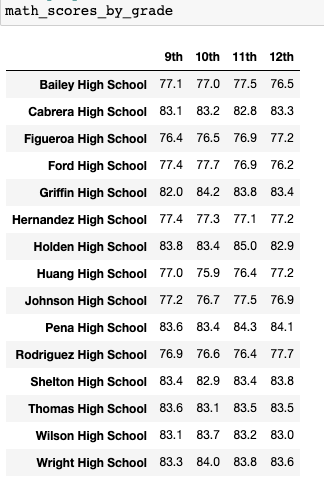 math_scores_by_grade
9th 10th 11th 12th
Bailey High School 77.1 77.0 77.5 76.5
Cabrera High School 83.1 83.2 82.8 83.3
Figueroa High School 76.4 76.5 76.9 77.2
Ford High School 77.4 77.7 76.9 76.2
Griffin High School 82.0 84.2 83.8 83.4
Hernandez High School 77.4 77.3 77.1 77.2
Holden High School 83.8 83.4 85.0 82.9
Huang High School 77.0 75.9 76.4 77.2
Johnson High School 77.2 76.7 77.5 76.9
Pena High School 83.6 83.4 84.3 84.1
Rodriguez High School 76.9 76.6 76.4 77.7
Shelton High School 83.4 82.9 83.4 83.8
Thomas High School 83.6 83.1 83.5 83.5
Wilson High School 83.1 83.7 83.2 83.0
Wright High School 83.3 84.0 83.8 83.6